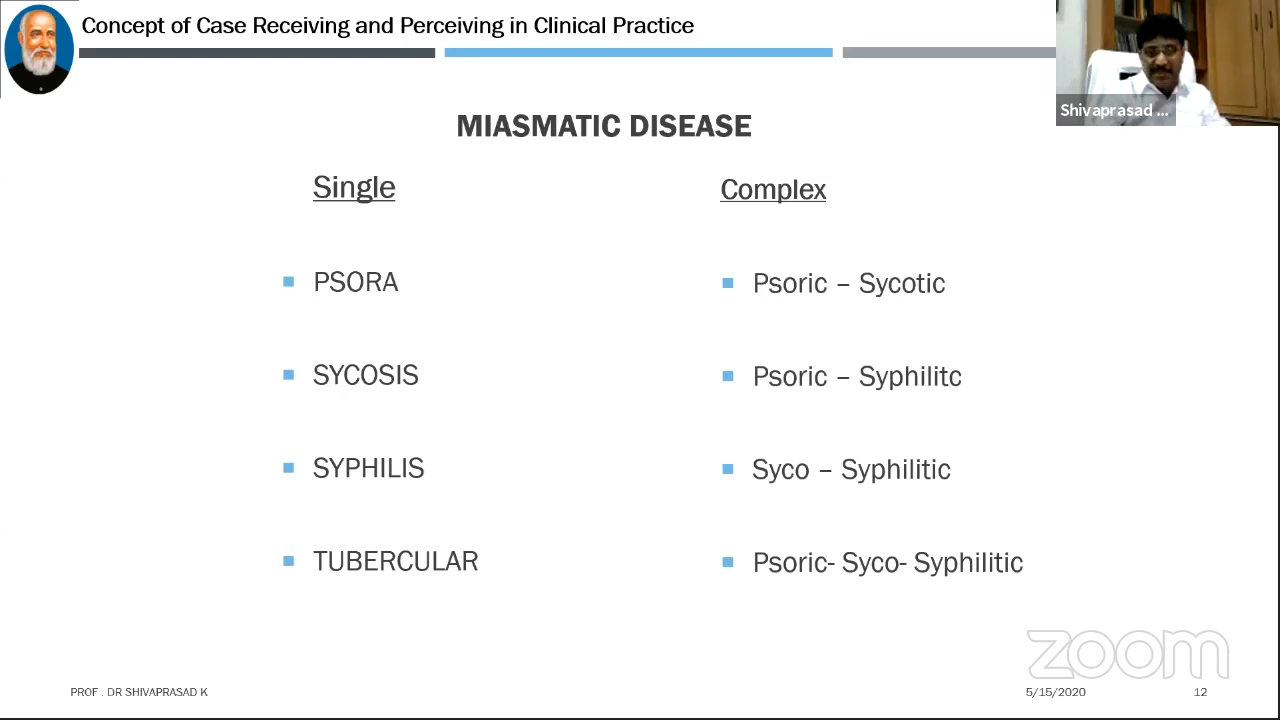 Concept of Case Receiving and Perceiving in Clinical Practice
Shivaprasad ...
MIASMATIC DISEASE
Single
PSORA
SYCOSIS
SYPHILIS
TUBERCULAR
Complex
Psoric – Sycotic
Psoric – Syphilitc
Syco – Syphilitic
Psoric- Syco- Syphilitic
zoom
PROF . DR SHIVAPRASAD K
5/15/2020
12